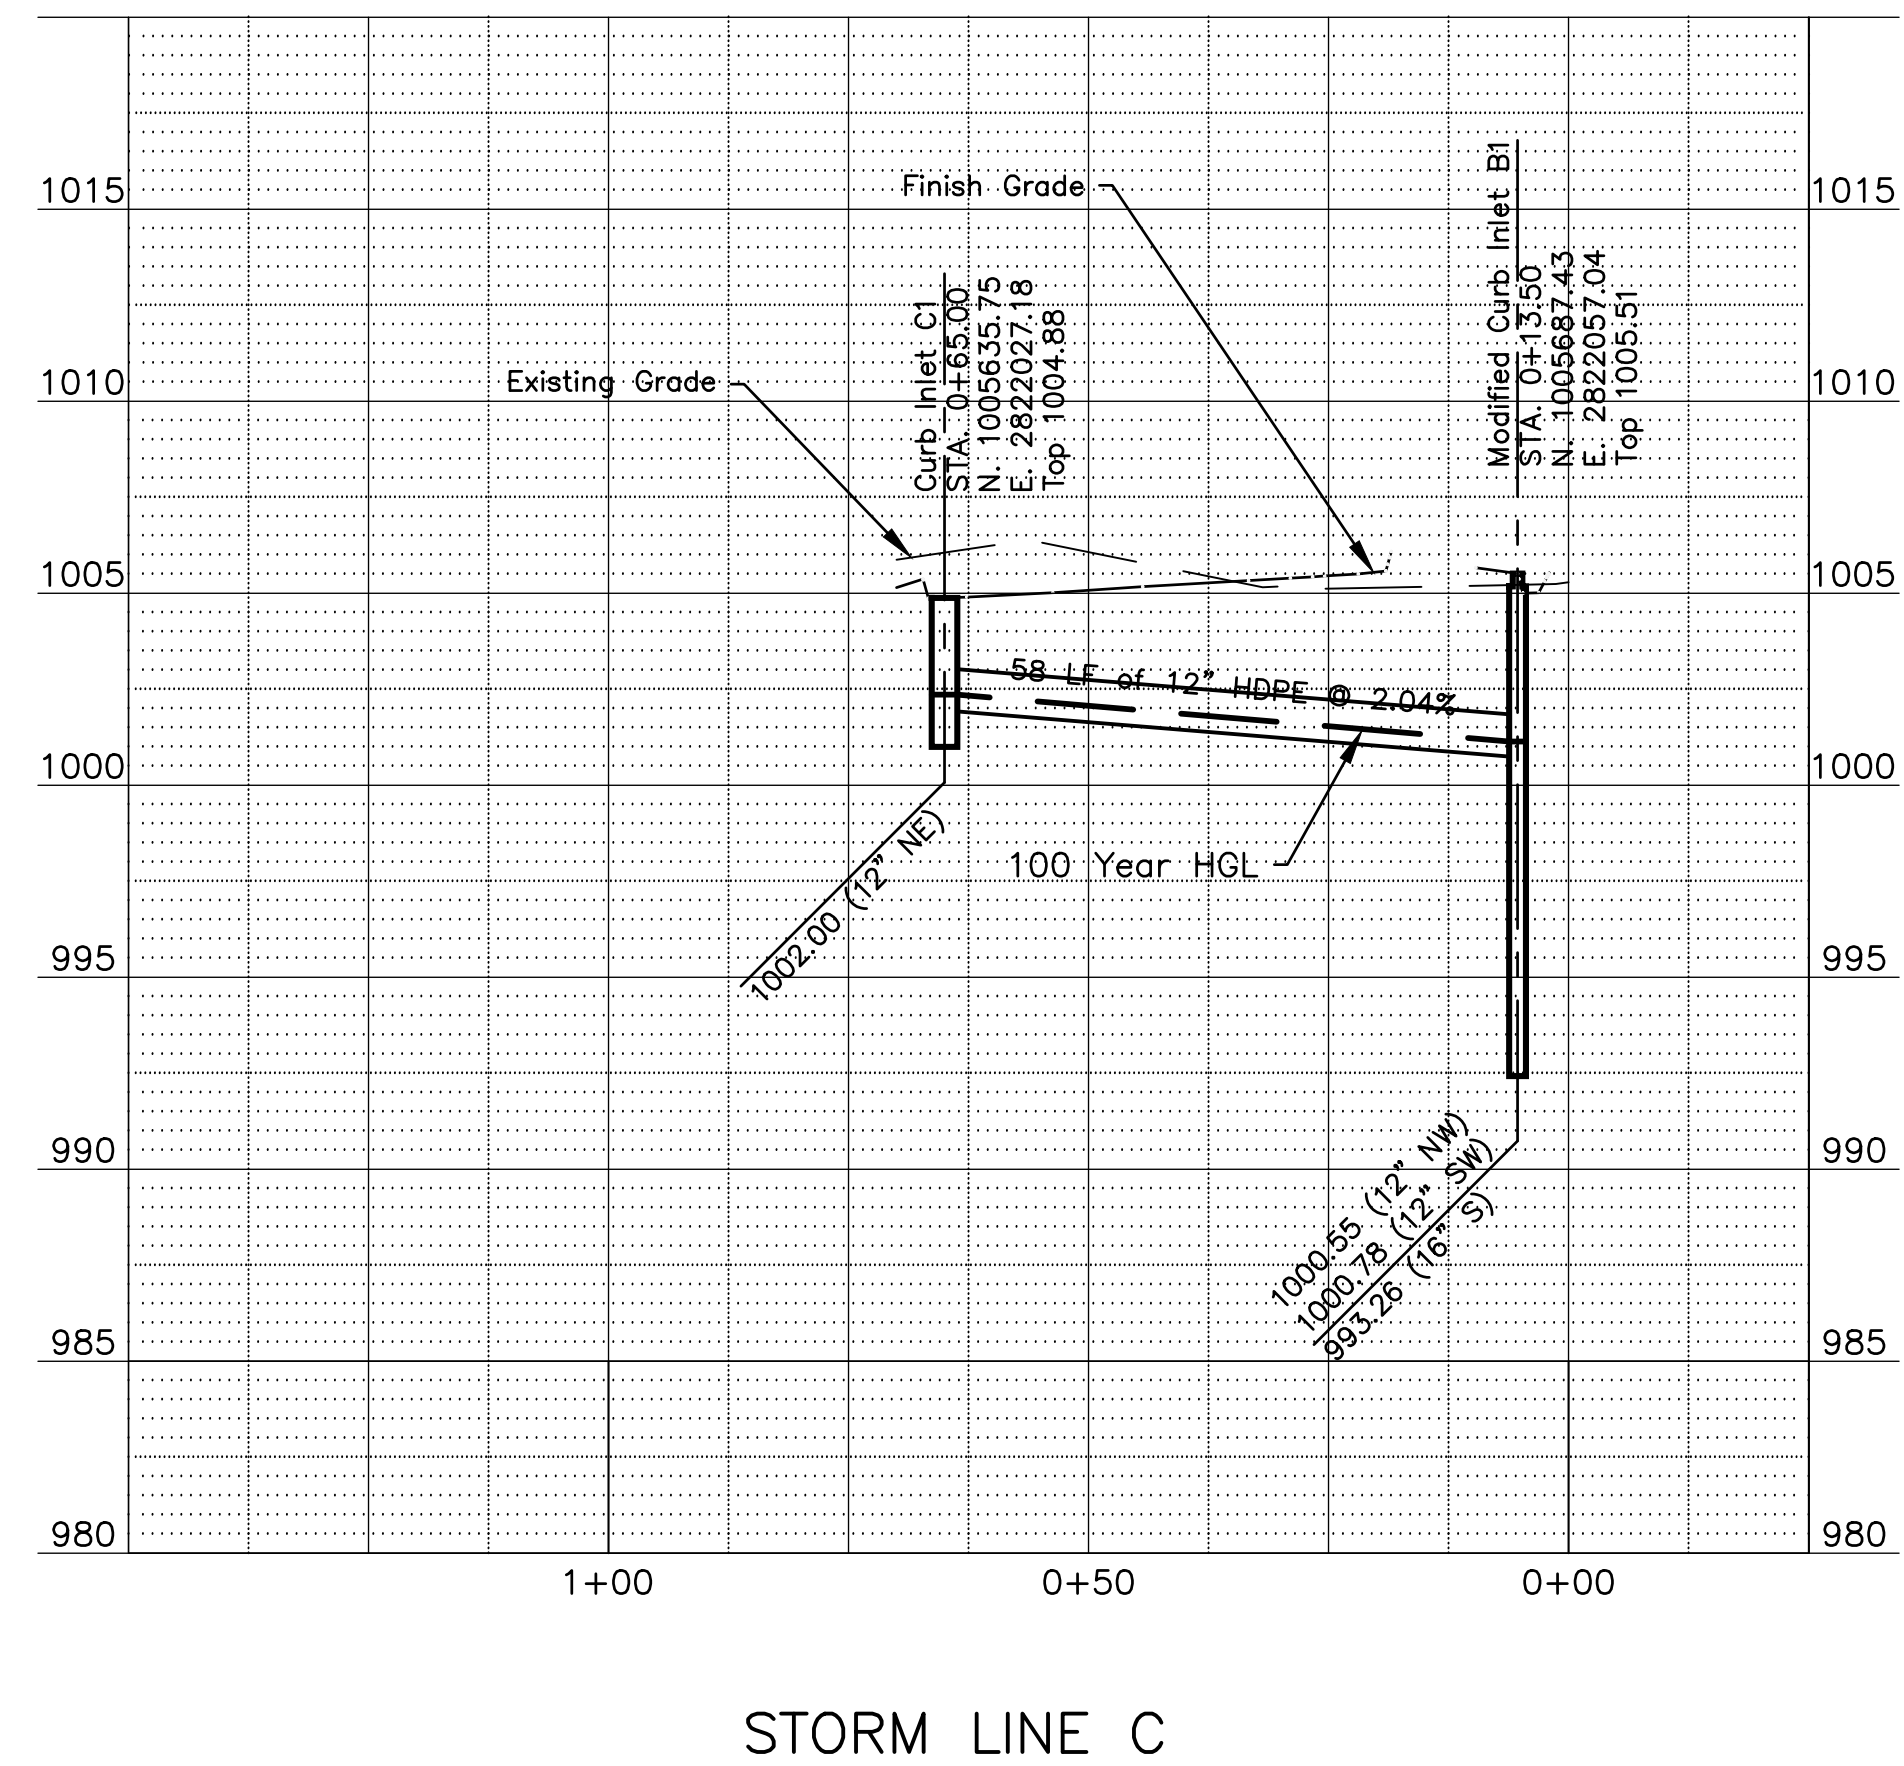 1015
1010
1005
1000
995
990
985
980
1015
1010
1005
1000
995
990
985
980
Finish Grade
Existing Grade
Curb Inlet C1
STA. 0+65.00
N. 1005635.75
E. 2822027.18
Top 1004.88
Modified Curb Inlet B1
STA. 0+13.50
N. 1005687.43
E. 2822057.04
Top 1005.51
58 LF of 12" HDPE @ 2.04%
100 Year HGL
1002.00 (12" NE)
1000.55 (12" NW)
1000.78 (12" SW)
993.26 (16" S)
1+00
0+50
0+00
STORM LINE C